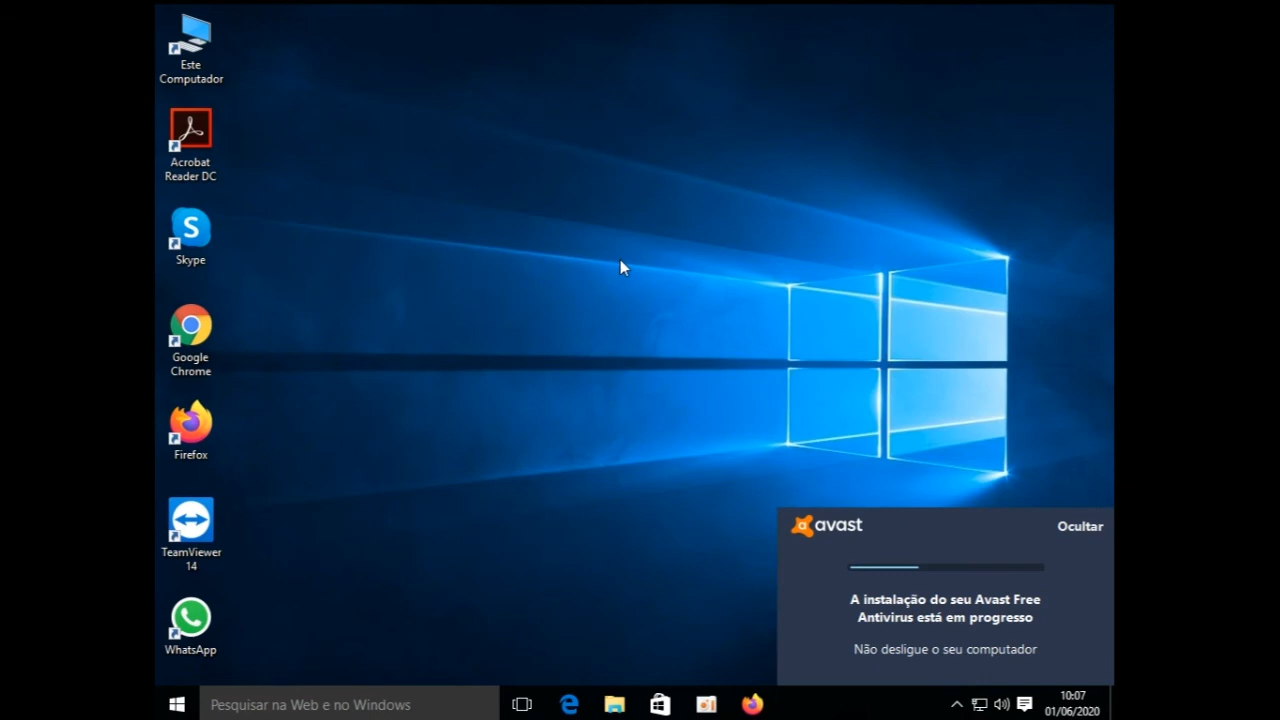 Este
Computador
Acrobat
Reader DC
S
Skype
Google
Chrome
Firefox
TeamViewer
14
WhatsApp
avast
Ocultar
A instalação do seu Avast Free
Antivirus está em progresso
Não desligue o seu computador
Pesquisar na Web e no Windows
10:07
01/06/2020